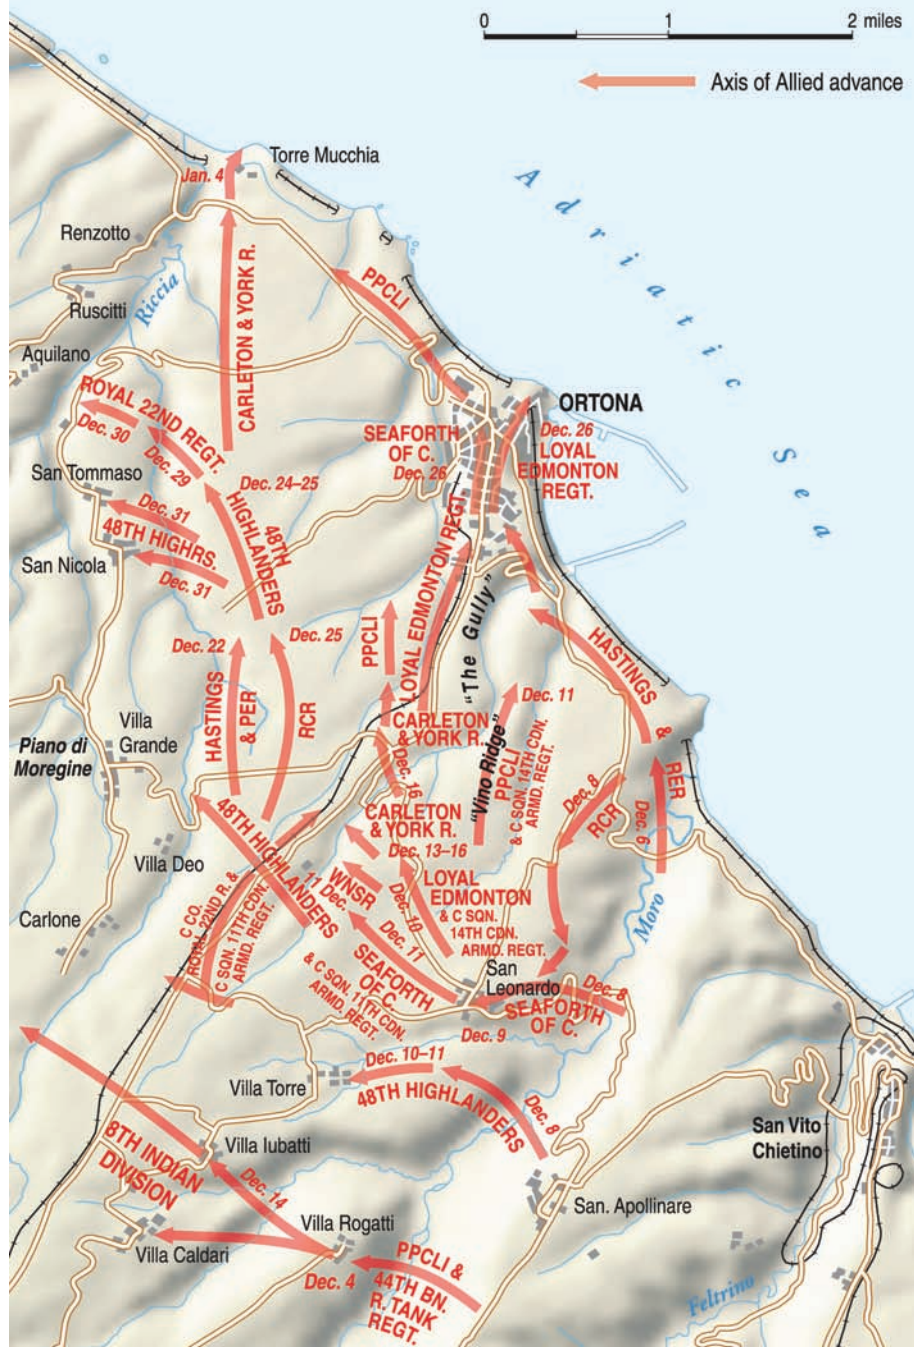 0 1 2 miles
Axis of Allied advance
Adriatic Sea
Torre Mucchia
Jan. 4
Renzotto
Riccia
Ruscitti
Aquilano
CARLETON & YORK R.
PPCLI
ORTONA
ROYAL 22ND REGT.
Dec. 30
Dec. 29
SEAFORTH
OF C.
Dec. 26
Dec. 26
LOYAL
EDMONTON
REGT.
San Tommaso
Dec. 24–25
48TH
HIGHLANDERS
Dec. 31
48TH HIGHRS.
San Nicola
Dec. 31
LOYAL EDMONTON REGT.
"The Gully"
PPCLI
Dec. 22
Dec. 25
HASTINGS
& PER
RCR
HASTINGS &
RER
Dec. 6
Dec. 11
"Vino Ridge"
PPCLI
& C SQN. 14TH CDN.
ARMD. REGT.
CARLETON
& YORK R.
Dec. 16
Villa
Grande
Piano di
Moregine
Dec. 8
RCR
CARLETON
& YORK R.
Dec. 13–16
48TH HIGHLANDERS
Villa Deo
WNSR
11 Dec.
LOYAL
EDMONTON
& C SQN.
14TH CDN.
ARMD. REGT.
Dec. 10
Moro
Carlone
C CO.
ROYAL 22ND R. &
C SQN. 11TH CDN.
ARMD. REGT.
Dec. 11
SEAFORTH
OF C.
& C SQN. 11TH CDN.
ARMD. REGT.
San
Leonardo
Dec. 8
SEAFORTH
OF C.
Dec. 9
Dec. 10–11
Villa Torre
48TH HIGHLANDERS
Dec. 8
8TH INDIAN
DIVISION
Villa Iubatti
Dec. 14
San Vito
Chietino
San. Apollinare
Villa Rogatti
Villa Caldari
Dec. 4
PPCLI &
44TH BN.
R. TANK
REGT.
Feltrino